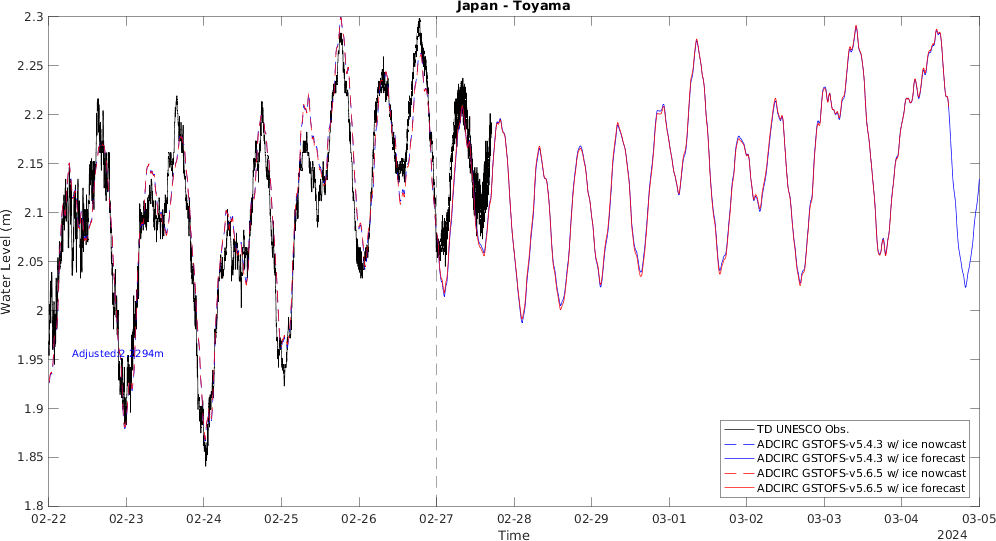 Japan - Toyama
2.3
2.25
2.2
2.15
2.1
2.05
2
1.95
1.9
1.85
1.8
Water Level (m)
TD UNESCO Obs.
ADCIRC GSTOFS-v5.4.3 w/ ice nowcast
ADCIRC GSTOFS-v5.4.3 w/ ice forecast
ADCIRC GSTOFS-v5.6.5 w/ ice nowcast
ADCIRC GSTOFS-v5.6.5 w/ ice forecast
02-22 02-23 02-24 02-25 02-26 02-27 02-28 02-29 03-01 03-02 03-03 03-04 03-05
Time
2024